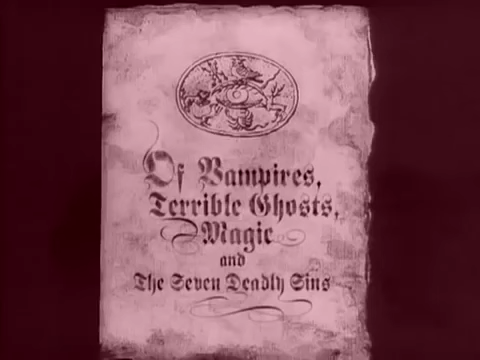 Of Vampires,
Terrible Ghosts,
Magic
and
The Seven Deadly Sins